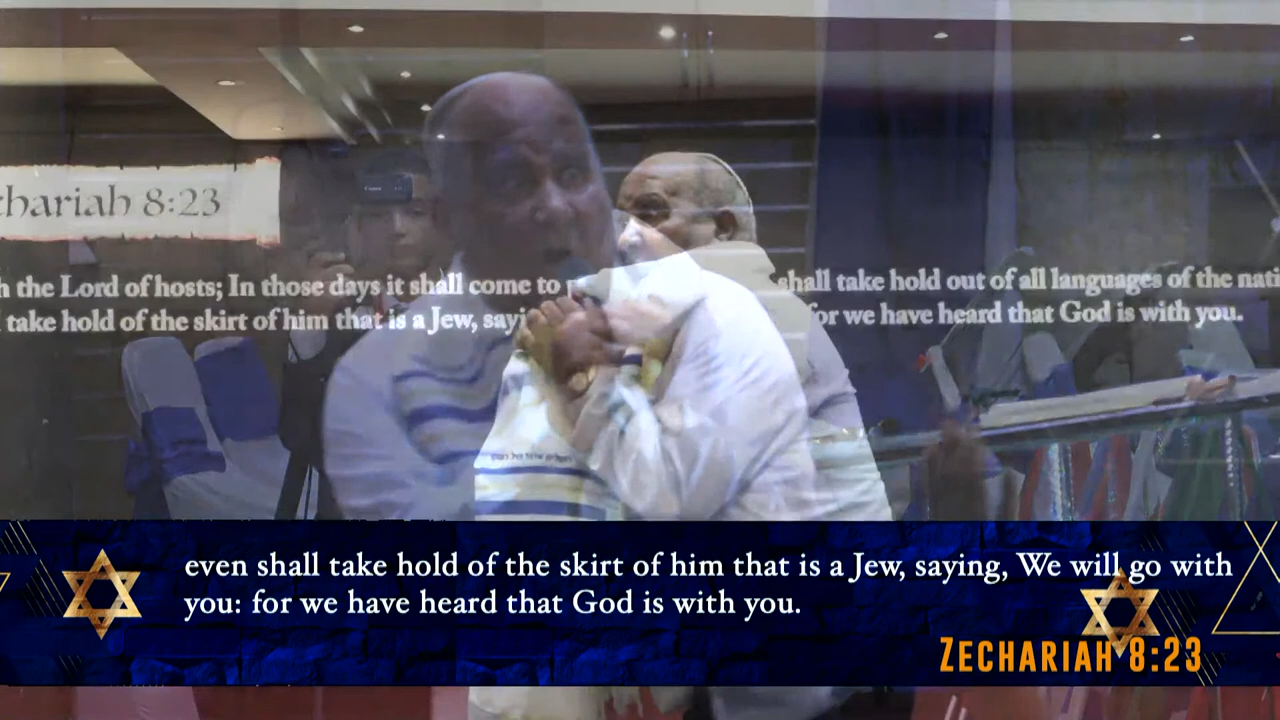 chariah 8:23
the Lord of hosts; In those days it shall come to
shall take hold out of all languages of the
take hold of the skirt of him that is a Jew,
for we have heard that God is with you.
even shall take hold of the skirt of him that is a Jew, saying, We will go with
you: for we have heard that God is with you.
ZECHARIAH 8:23